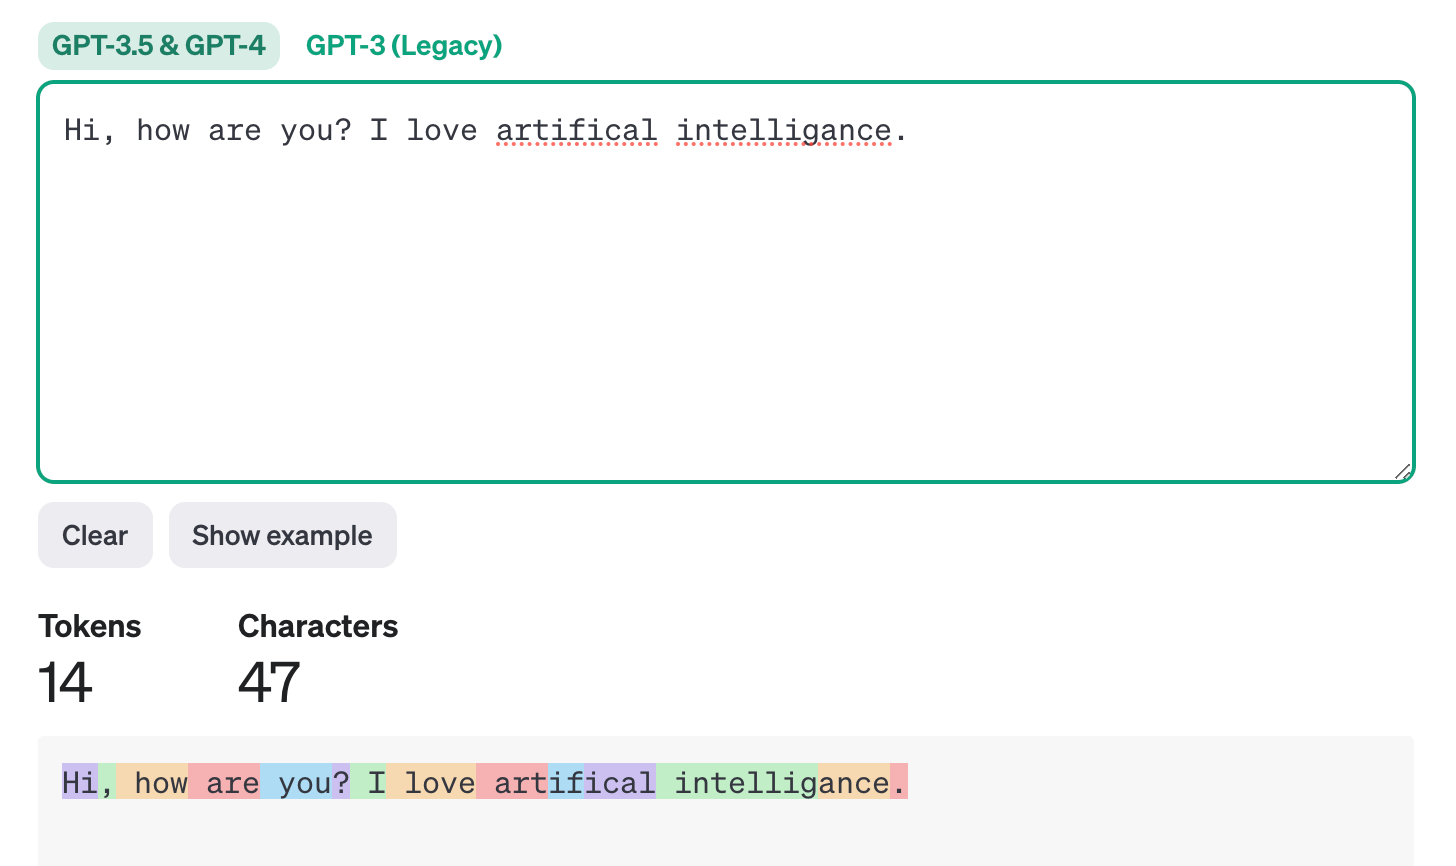 GPT-3.5 & GPT-4 GPT-3 (Legacy)
Hi, how are you? I love artifical intelligance.
Clear Show example
Tokens Characters
14 47
Hi, how are you? I love artifical intelligance.